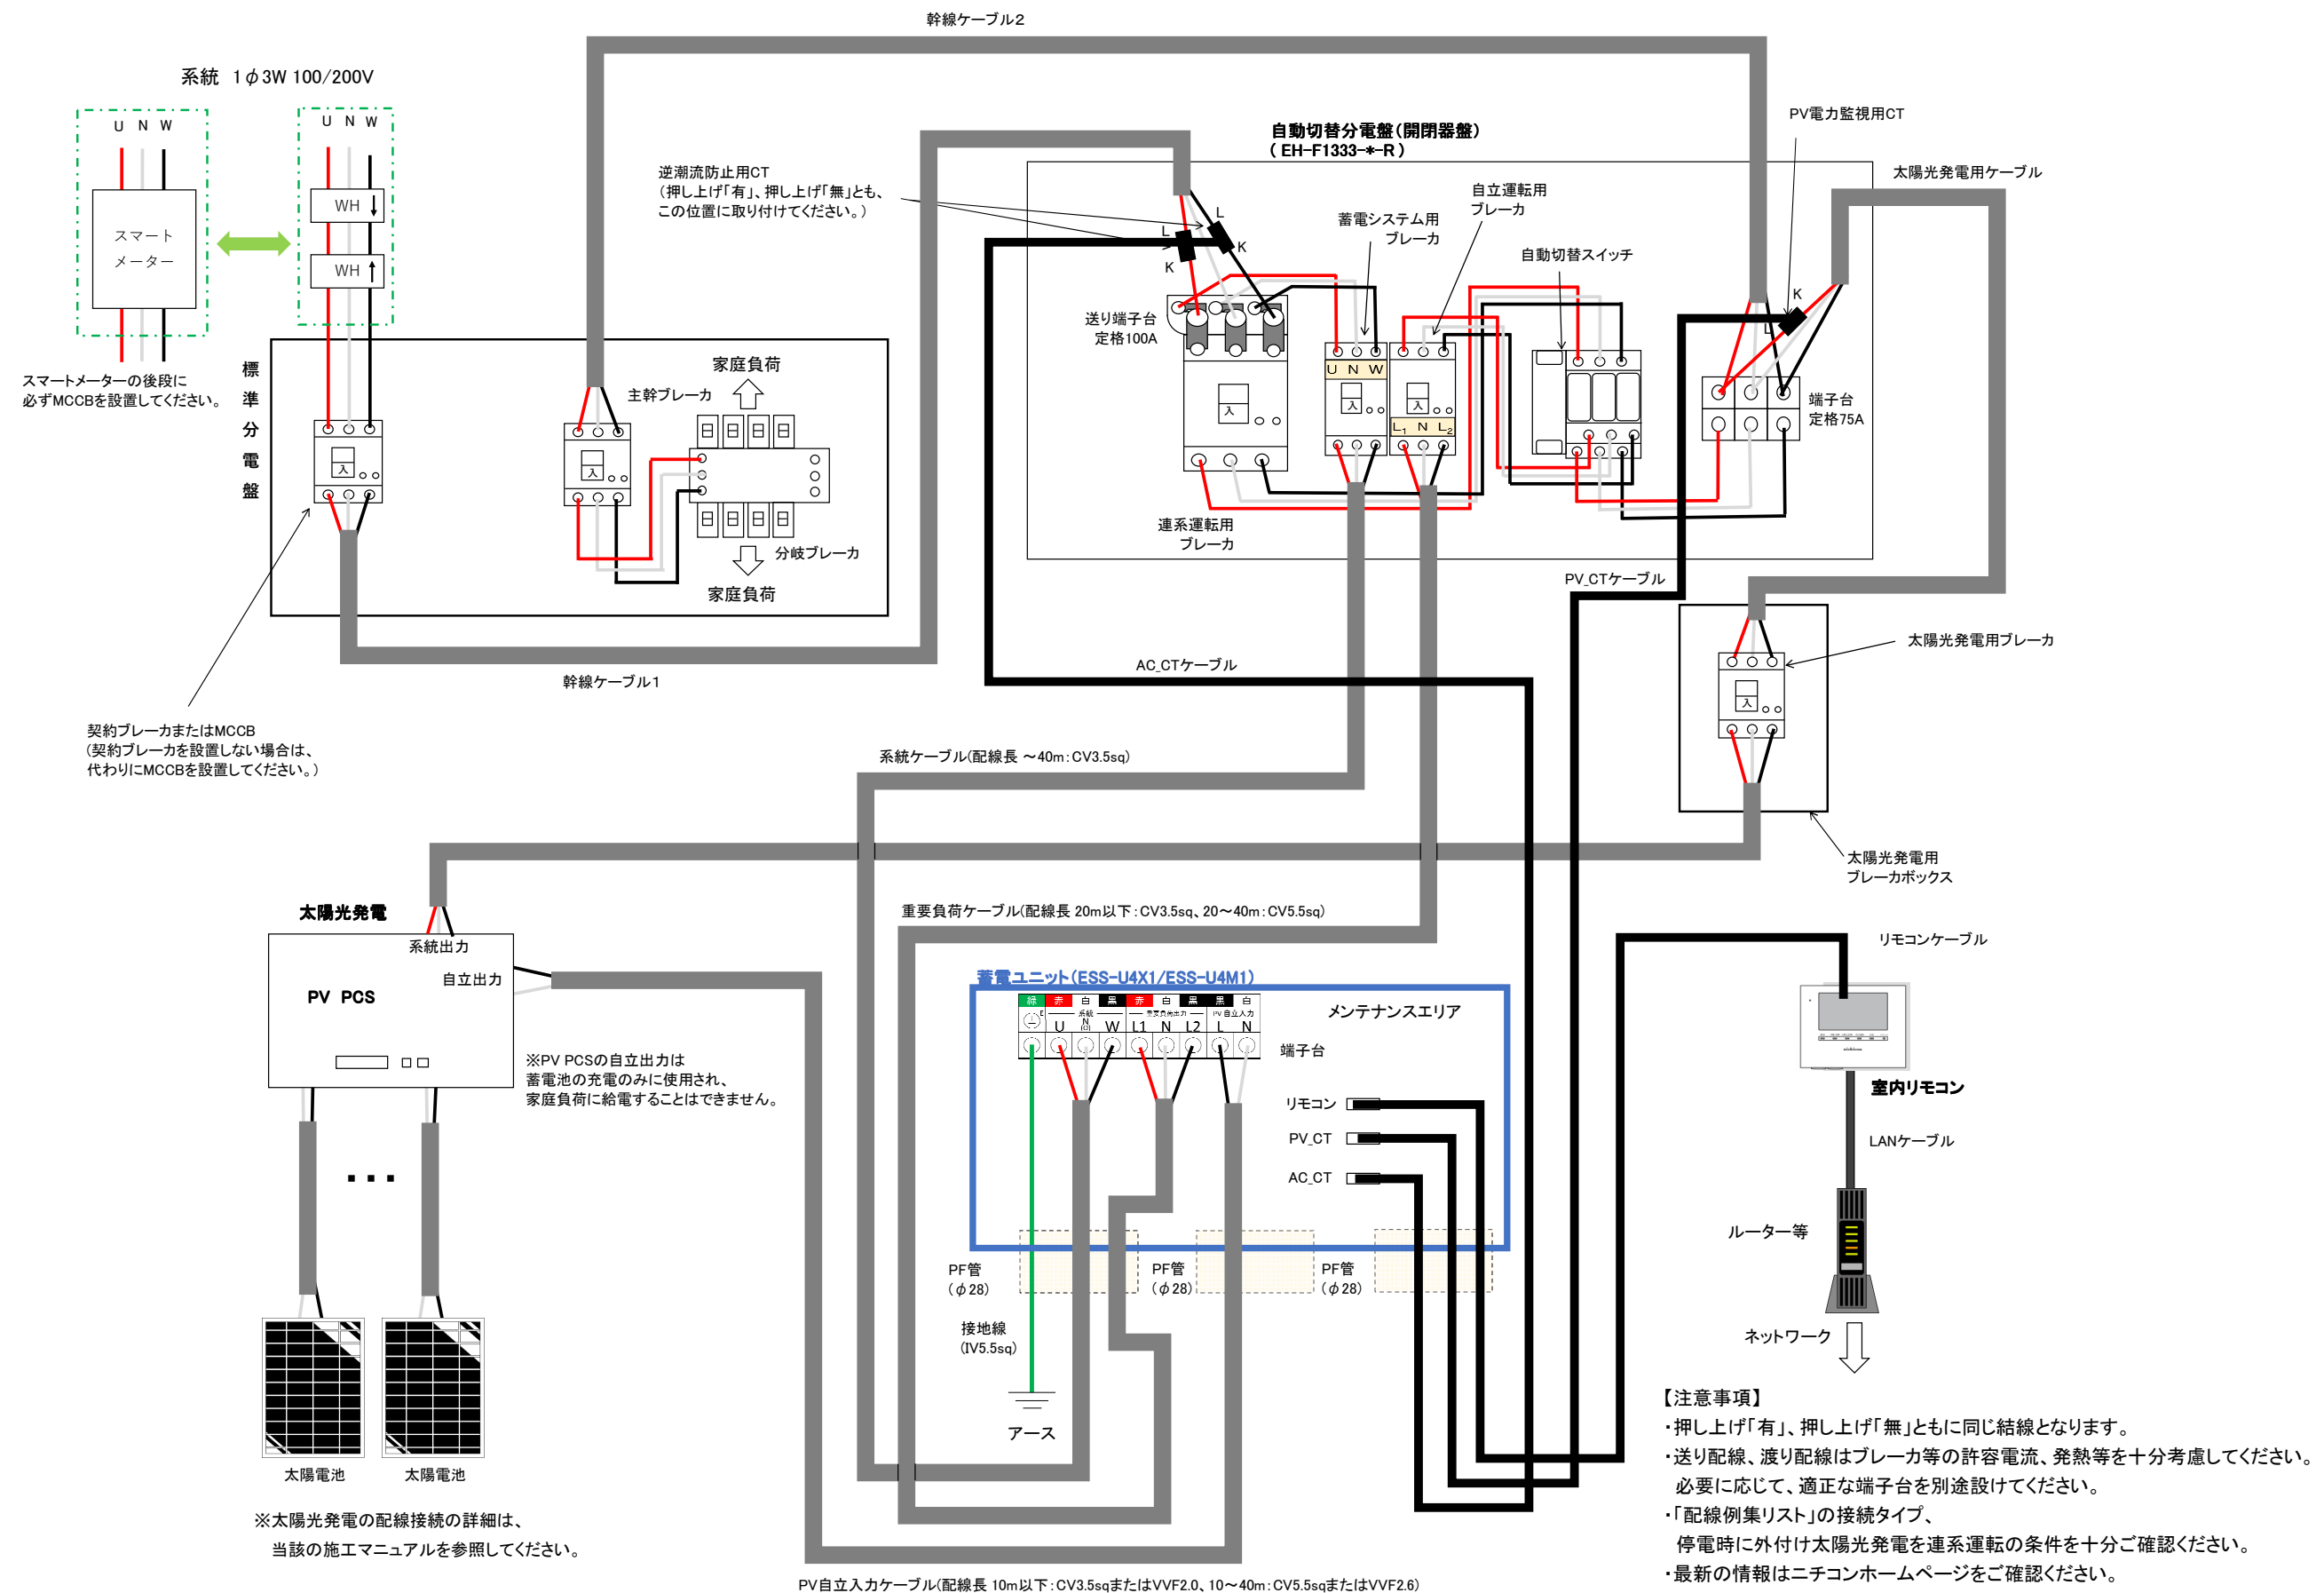 幹線ケーブル2
系統 1φ3W 100/200V
U N W
U N W
スマート
メーター
WH
WH
スマートメーターの後段に
必ずMCCBを設置してください。
標準分電盤
主幹ブレーカ
家庭負荷
入
入
分岐ブレーカ
家庭負荷
幹線ケーブル1
契約ブレーカまたはMCCB
(契約ブレーカを設置しない場合は、
代わりにMCCBを設置してください。)
逆潮流防止用CT
(押し上げ「有」、押し上げ「無」とも、
この位置に取り付けてください。)
自動切替分電盤(開閉器盤)
( EH-F1333-*-R )
L
K
L
K
送り端子台
定格100A
蓄電システム用
ブレーカ
自立運転用
ブレーカ
自動切替スイッチ
U N W
入
入
入
L1 N L2
連系運転用
ブレーカ
PV電力監視用CT
太陽光発電用ケーブル
K
L
端子台
定格75A
PV_CTケーブル
AC_CTケーブル
太陽光発電用ブレーカ
入
太陽光発電用
ブレーカボックス
系統ケーブル(配線長 ～40m：CV3.5sq)
重要負荷ケーブル(配線長 20m以下：CV3.5sq、20～40m：CV5.5sq)
太陽光発電
系統出力
自立出力
PV PCS
※PV PCSの自立出力は
蓄電池の充電のみに使用され、
家庭負荷に給電することはできません。
・・・
太陽電池
太陽電池
※太陽光発電の配線接続の詳細は、
当該の施工マニュアルを参照してください。
蓄電ユニット(ESS-U4X1/ESS-U4M1)
緑 赤 白 黒 赤 白 黒 黒 白
E 系統 重要負荷出力 PV自立入力
U N(O) W L1 N L2 L N
メンテナンスエリア
端子台
リモコン
PV_CT
AC_CT
PF管
(φ28)
PF管
(φ28)
PF管
(φ28)
接地線
(IV5.5sq)
アース
PV自立入力ケーブル(配線長 10m以下：CV3.5sqまたはVVF2.0、10～40m：CV5.5sqまたはVVF2.6)
リモコンケーブル
室内リモコン
LANケーブル
ルーター等
ネットワーク
【注意事項】
・押し上げ「有」、押し上げ「無」ともに同じ結線となります。
・送り配線、渡り配線はブレーカ等の許容電流、発熱等を十分考慮してください。
必要に応じて、適正な端子台を別途設けてください。
・「配線例集リスト」の接続タイプ、
停電時に外付け太陽光発電を連系運転の条件を十分ご確認ください。
・最新の情報はニチコンホームページをご確認ください。